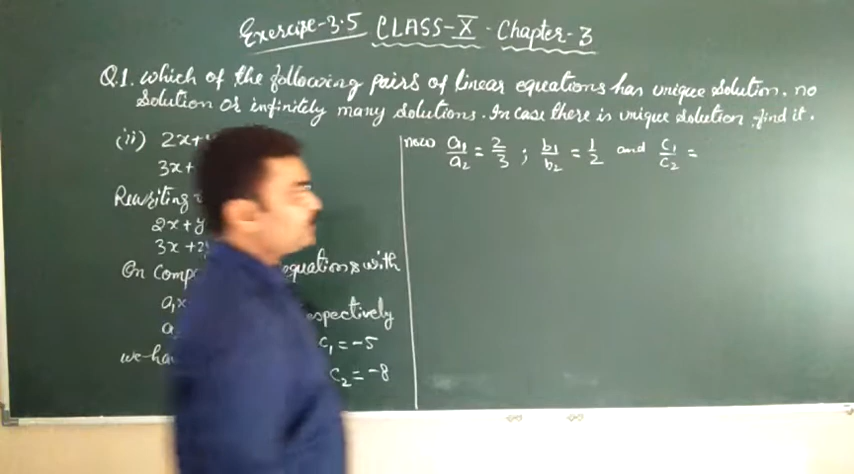 Exercise-3.5 CLASS-X. Chapter-3
Q.1. which of the following pairs of linear equations has unique solution, no
solution or infinitely many solutions. In case there is unique solution, find it.
(ii) 2x+
3x+
Rewriting
2x+y
3x+2y
On comp equations with
a₁x
respectively
we have c₁=-5
c₂=-8
now a₁/a₂ = 2/3 ; b₁/b₂ = 1/2 and c₁/c₂ =